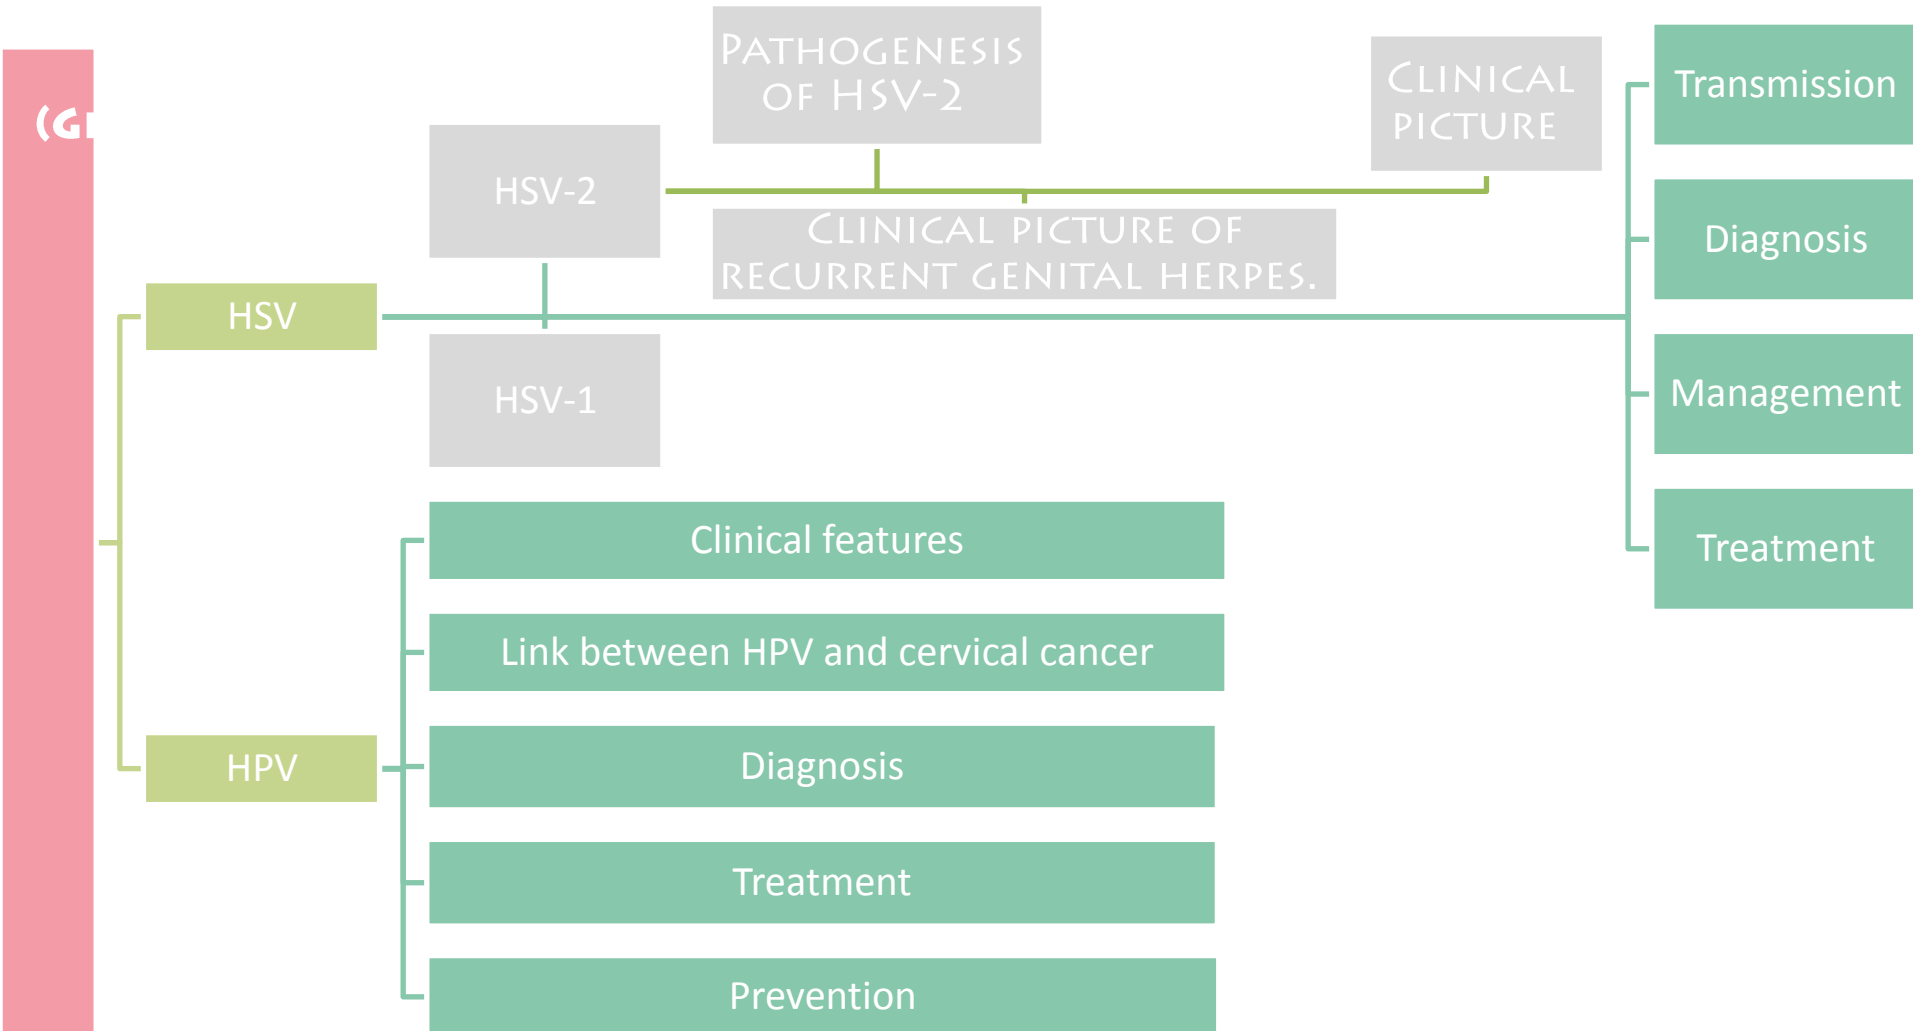 (G
HSV
HSV-2
HSV-1
PATHOGENESIS
OF HSV-2
CLINICAL PICTURE OF
RECURRENT GENITAL HERPES.
CLINICAL
PICTURE
Transmission
Diagnosis
Management
Treatment
HPV
Clinical features
Link between HPV and cervical cancer
Diagnosis
Treatment
Prevention